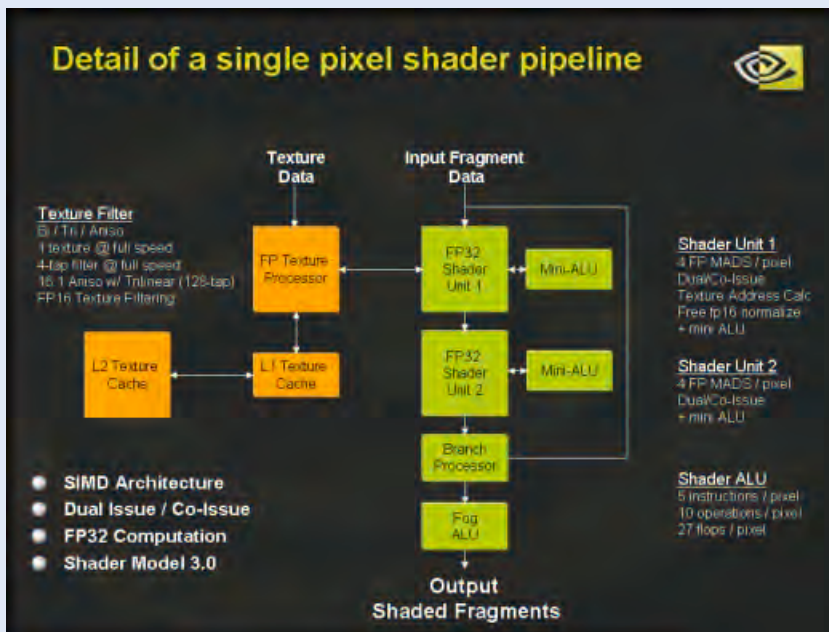 Detail of a single pixel shader pipeline
Texture
Data
Input Fragment
Data
Texture Filter
Bi / Tri / Aniso
1 texture @ full speed
4-tap filter @ full speed
16:1 Aniso w/ Trilinear (128-tap)
FP16 Texture Filtering
FP Texture
Processor
FP32
Shader
Unit 1
Mini-ALU
L2 Texture
Cache
L1 Texture
Cache
FP32
Shader
Unit 2
Mini-ALU
Branch
Processor
Fog
ALU
Output
Shaded Fragments
Shader Unit 1
4 FP MADS / pixel
Dual/Co-Issue
Texture Address Calc
Free fp16 normalize
+ mini ALU
Shader Unit 2
4 FP MADS / pixel
Dual/Co-Issue
+ mini ALU
Shader ALU
5 instructions / pixel
10 operations / pixel
27 flops / pixel
SIMD Architecture
Dual Issue / Co-Issue
FP32 Computation
Shader Model 3.0